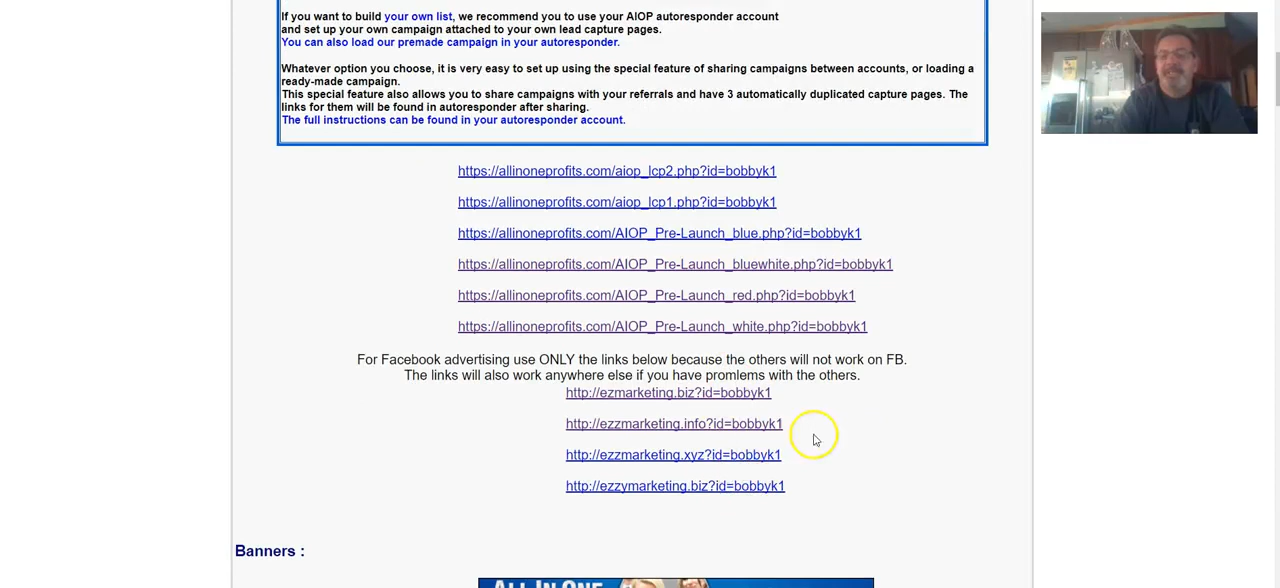 If you want to build your own list, we recommend you to use your AIOP autoresponder account
and set up your own campaign attached to your own lead capture pages.
You can also load our premade campaign in your autoresponder.
Whatever option you choose, it is very easy to set up using the special feature of sharing campaigns between accounts, or loading a
ready-made campaign.
This special feature also allows you to share campaigns with your referrals and have 3 automatically duplicated capture pages. The
links for them will be found in autoresponder after sharing.
The full instructions can be found in your autoresponder account.
https://allinoneprofits.com/aiop_lcp2.php?id=bobbyk1
https://allinoneprofits.com/aiop_lcp1.php?id=bobbyk1
https://allinoneprofits.com/AIOP_Pre-Launch_blue.php?id=bobbyk1
https://allinoneprofits.com/AIOP_Pre-Launch_bluewhite.php?id=bobbyk1
https://allinoneprofits.com/AIOP_Pre-Launch_red.php?id=bobbyk1
https://allinoneprofits.com/AIOP_Pre-Launch_white.php?id=bobbyk1
For Facebook advertising use ONLY the links below because the others will not work on FB.
The links will also work anywhere else if you have promlems with the others.
http://ezmarketing.biz?id=bobbyk1
http://ezzmarketing.info?id=bobbyk1
http://ezzmarketing.xyz?id=bobbyk1
http://ezzymarketing.biz?id=bobbyk1
Banners :
ALL IN ONE